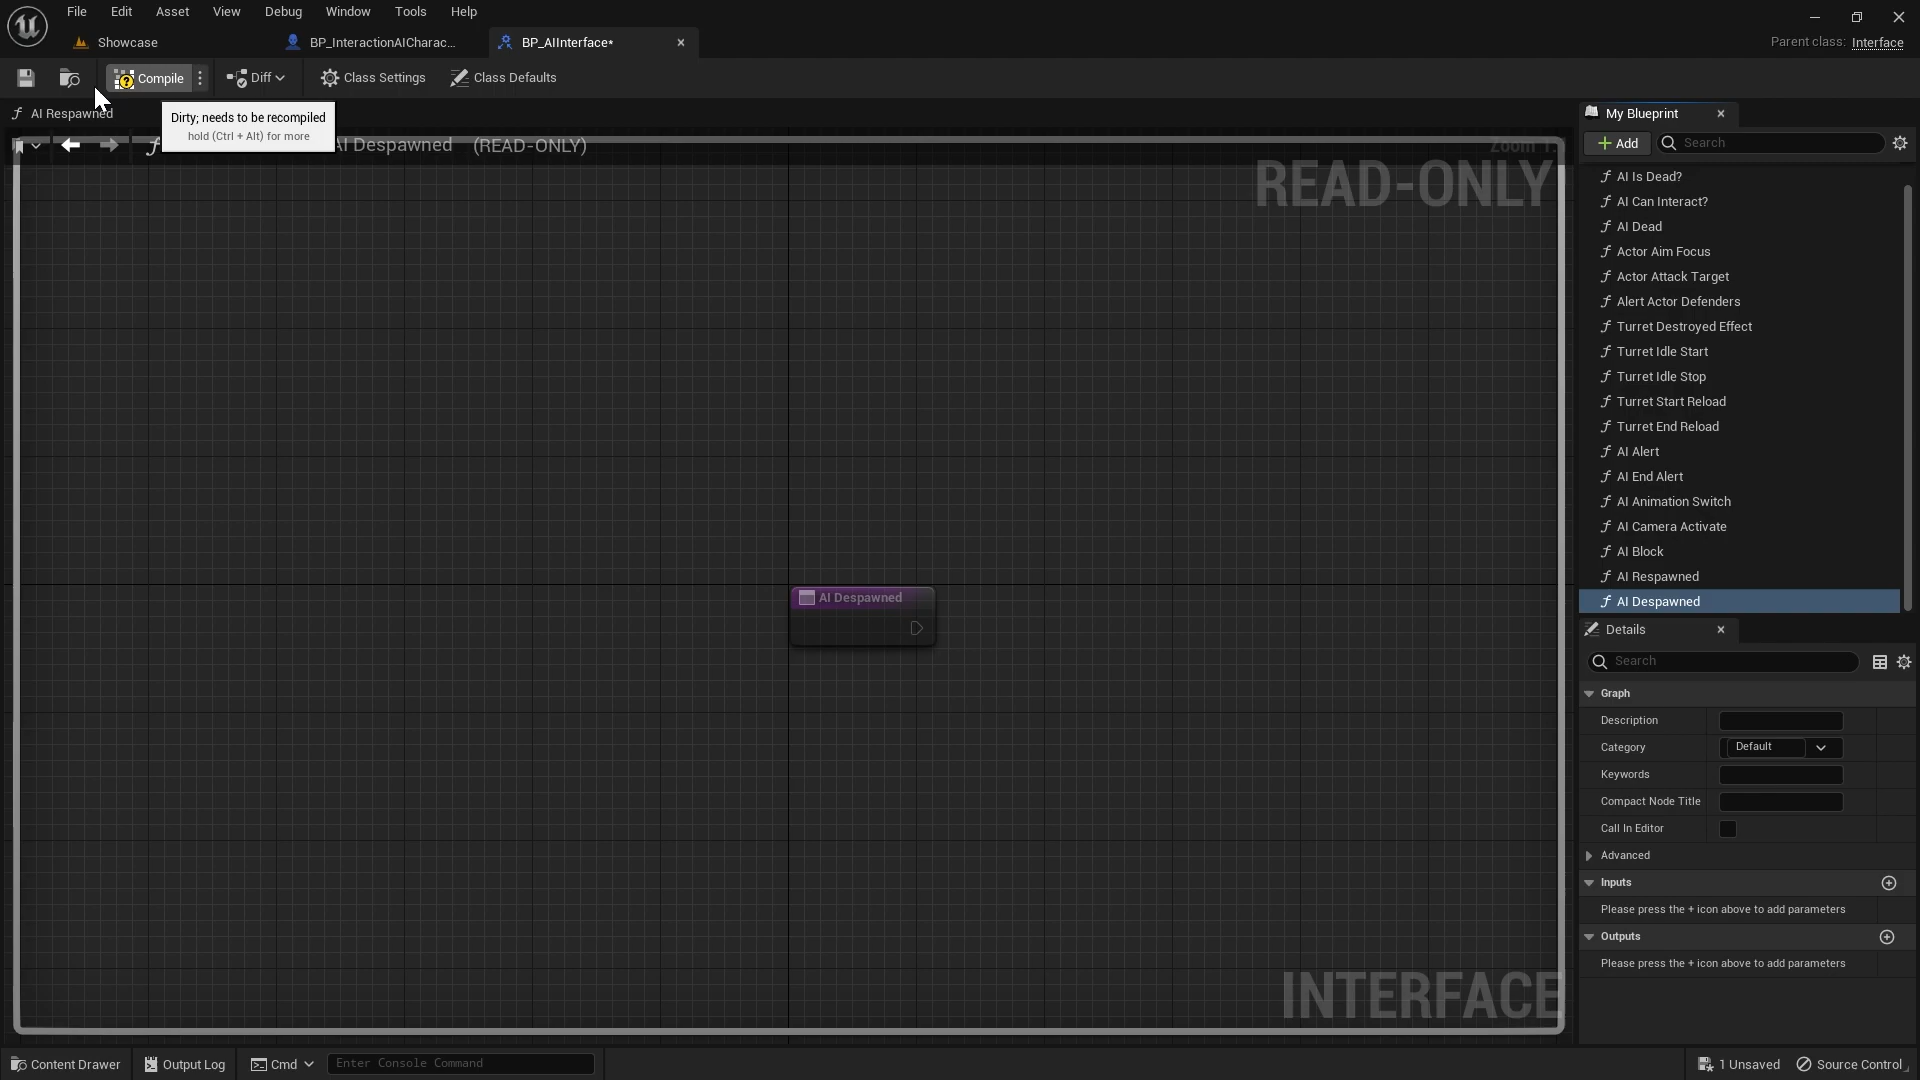 File Edit Asset View Debug Window Tools Help
Showcase BP_InteractionAICharac... BP_AIInterface*
Parent class: Interface
Compile Diff Class Settings Class Defaults
AI Respawned
Dirty; needs to be recompiled
hold (Ctrl + Alt) for more
AI Despawned (READ-ONLY)
READ-ONLY
AI Despawned
INTERFACE
My Blueprint
Add Search
AI Is Dead?
AI Can Interact?
AI Dead
Actor Aim Focus
Actor Attack Target
Alert Actor Defenders
Turret Destroyed Effect
Turret Idle Start
Turret Idle Stop
Turret Start Reload
Turret End Reload
AI Alert
AI End Alert
AI Animation Switch
AI Camera Activate
AI Block
AI Respawned
AI Despawned
Details
Search
Graph
Description
Category Default
Keywords
Compact Node Title
Call In Editor
Advanced
Inputs
Please press the + icon above to add parameters
Outputs
Please press the + icon above to add parameters
Content Drawer Output Log Cmd Enter Console Command 1 Unsaved Source Control